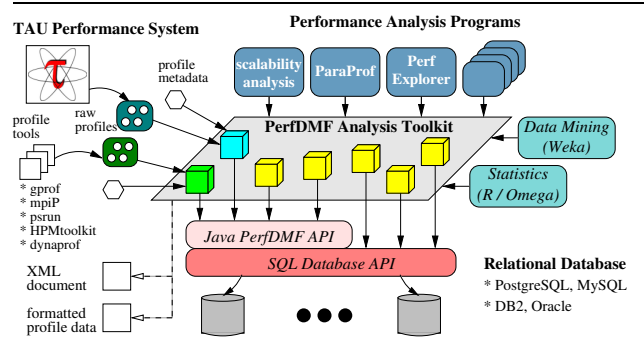 TAU Performance System
Performance Analysis Programs
τ
profile
metadata
scalability
analysis
ParaProf
Perf
Explorer
profile
tools
raw
profiles
PerfDMF Analysis Toolkit
Data Mining
(Weka)
Statistics
(R / Omega)
* gprof
* mpiP
* psrun
* HPMtoolkit
* dynaprof
Java PerfDMF API
SQL Database API
XML
document
formatted
profile data
Relational Database
* PostgreSQL, MySQL
* DB2, Oracle